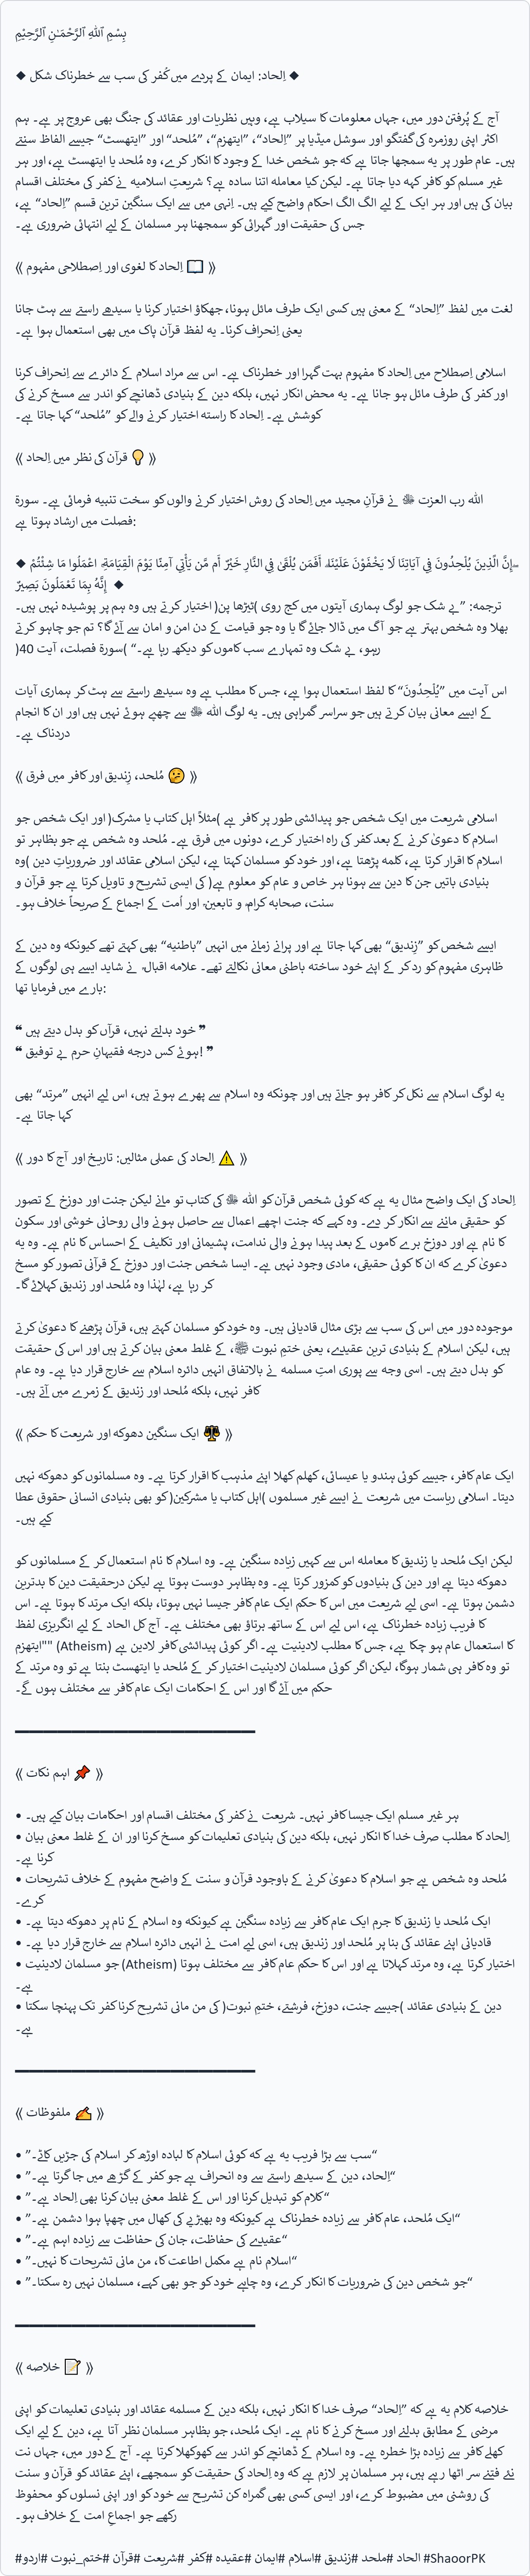 بِسْمِ ٱللهِ ٱلرَّحْمَـٰنِ ٱلرَّحِيْمِ
◆ اِلحاد: ایمان کے پردے میں کُفر کی سب سے خطرناک شکل ◆
آج کے پُرفتن دور میں، جہاں معلومات کا سیلاب ہے، وہیں نظریات اور عقائد کی جنگ بھی عروج پر ہے۔ ہم
اکثر اپنی روزمرہ کی گفتگو اور سوشل میڈیا پر ”اِلحاد“، ”ایتھزم“، ”مُلحد“ اور ”ایتھسٹ“ جیسے الفاظ سنتے
ہیں۔ عام طور پر یہ سمجھا جاتا ہے کہ جو شخص خدا کے وجود کا انکار کرے، وہ مُلحد یا ایتھسٹ ہے، اور ہر
غیر مسلم کو کافر کہہ دیا جاتا ہے۔ لیکن کیا معاملہ اتنا سادہ ہے؟ شریعتِ اسلامیہ نے کفر کی مختلف اقسام
بیان کی ہیں اور ہر ایک کے لیے الگ الگ احکام واضح کیے ہیں۔ اِنہی میں سے ایک سنگین ترین قسم ”اِلحاد“ ہے،
جس کی حقیقت اور گہرائی کو سمجھنا ہر مسلمان کے لیے انتہائی ضروری ہے۔
⟪ 📖 اِلحاد کا لغوی اور اِصطلاحی مفہوم ⟫
لغت میں لفظ ”اِلحاد“ کے معنی ہیں کسی ایک طرف مائل ہونا، جھکاؤ اختیار کرنا یا سیدھے راستے سے ہٹ جانا
یعنی اِنحراف کرنا۔ یہ لفظ قرآن پاک میں بھی استعمال ہوا ہے۔
اسلامی اِصطلاح میں اِلحاد کا مفہوم بہت گہرا اور خطرناک ہے۔ اس سے مراد اسلام کے دائرے سے اِنحراف کرنا
اور کفر کی طرف مائل ہو جانا ہے۔ یہ محض انکار نہیں، بلکہ دین کے بنیادی ڈھانچے کو اندر سے مسخ کرنے کی
کوشش ہے۔ اِلحاد کا راستہ اختیار کرنے والے کو ”مُلحد“ کہا جاتا ہے۔
⟪ 💡 قرآن کی نظر میں اِلحاد ⟫
اللہ رب العزت ﷻ نے قرآنِ مجید میں اِلحاد کی روش اختیار کرنے والوں کو سخت تنبیہ فرمائی ہے۔ سورۃ
فصلت میں ارشاد ہوتا ہے:
◆ إِنَّ الَّذِينَ يُلْحِدُونَ فِي آيَاتِنَا لَا يَخْفَوْنَ عَلَيْنَا ۗ أَفَمَن يُلْقَىٰ فِي النَّارِ خَيْرٌ أَم مَّن يَأْتِي آمِنًا يَوْمَ الْقِيَامَةِ ۚ اعْمَلُوا مَا شِئْتُمْ ۖ
إِنَّهُ بِمَا تَعْمَلُونَ بَصِيرٌ ◆
ترجمہ: ”بے شک جو لوگ ہماری آیتوں میں کج روی (ٹیڑھا پن) اختیار کرتے ہیں وہ ہم پر پوشیدہ نہیں ہیں۔
بھلا وہ شخص بہتر ہے جو آگ میں ڈالا جائے گا یا وہ جو قیامت کے دن امن و امان سے آئے گا؟ تم جو چاہو کرتے
رہو، بے شک وہ تمہارے سب کاموں کو دیکھ رہا ہے۔“ (سورۃ فصلت، آیت 40)
اس آیت میں ”يُلْحِدُونَ“ کا لفظ استعمال ہوا ہے، جس کا مطلب ہے وہ سیدھے راستے سے ہٹ کر ہماری آیات
کے ایسے معانی بیان کرتے ہیں جو سراسر گمراہی ہیں۔ یہ لوگ اللہ ﷻ سے چھپے ہوئے نہیں ہیں اور ان کا انجام
دردناک ہے۔
⟪ 🤔 مُلحد، زِندیق اور کافر میں فرق ⟫
اسلامی شریعت میں ایک شخص جو پیدائشی طور پر کافر ہے (مثلاً اہل کتاب یا مشرک) اور ایک شخص جو
اسلام کا دعویٰ کرنے کے بعد کفر کی راہ اختیار کرے، دونوں میں فرق ہے۔ مُلحد وہ شخص ہے جو بظاہر تو
اسلام کا اقرار کرتا ہے، کلمہ پڑھتا ہے، اور خود کو مسلمان کہتا ہے، لیکن اسلامی عقائد اور ضروریاتِ دین (وہ
بنیادی باتیں جن کا دین سے ہونا ہر خاص و عام کو معلوم ہے) کی ایسی تشریح و تاویل کرتا ہے جو قرآن و
سنت، صحابہ کرام اور تابعین اور اُمت کے اجماع کے صریحاً خلاف ہو۔
ایسے شخص کو ”زِندیق“ بھی کہا جاتا ہے اور پرانے زمانے میں انہیں ”باطنیہ“ بھی کہتے تھے کیونکہ وہ دین کے
ظاہری مفہوم کو رد کر کے اپنے خود ساختہ باطنی معانی نکالتے تھے۔ علامہ اقبال نے شاید ایسے ہی لوگوں کے
بارے میں فرمایا تھا:
❝ خود بدلتے نہیں، قرآں کو بدل دیتے ہیں ❞
❝ ہوئے کس درجہ فقیہانِ حرم بے توفیق! ❞
یہ لوگ اسلام سے نکل کر کافر ہو جاتے ہیں اور چونکہ وہ اسلام سے پھرے ہوتے ہیں، اس لیے انہیں ”مرتد“ بھی
کہا جاتا ہے۔
⟪ ⚠️ اِلحاد کی عملی مثالیں: تاریخ اور آج کا دور ⟫
اِلحاد کی ایک واضح مثال یہ ہے کہ کوئی شخص قرآن کو اللہ ﷻ کی کتاب تو مانے لیکن جنت اور دوزخ کے تصور
کو حقیقی ماننے سے انکار کر دے۔ وہ کہے کہ جنت اچھے اعمال سے حاصل ہونے والی روحانی خوشی اور سکون
کا نام ہے اور دوزخ برے کاموں کے بعد پیدا ہونے والی ندامت، پشیمانی اور تکلیف کے احساس کا نام ہے۔ وہ یہ
دعویٰ کرے کہ ان کا کوئی حقیقی، مادی وجود نہیں ہے۔ ایسا شخص جنت اور دوزخ کے قرآنی تصور کو مسخ
کر رہا ہے، لہٰذا وہ مُلحد اور زندیق کہلائے گا۔
موجودہ دور میں اس کی سب سے بڑی مثال قادیانی ہیں۔ وہ خود کو مسلمان کہتے ہیں، قرآن پڑھنے کا دعویٰ کرتے
ہیں، لیکن اسلام کے بنیادی ترین عقیدے، یعنی ختمِ نبوت ﷺ، کے غلط معنی بیان کرتے ہیں اور اس کی حقیقت
کو بدل دیتے ہیں۔ اسی وجہ سے پوری امتِ مسلمہ نے بالاتفاق انہیں دائرہ اسلام سے خارج قرار دیا ہے۔ وہ عام
کافر نہیں، بلکہ مُلحد اور زندیق کے زمرے میں آتے ہیں۔
⟪ ⚖️ ایک سنگین دھوکہ اور شریعت کا حکم ⟫
ایک عام کافر، جیسے کوئی ہندو یا عیسائی، کھلم کھلا اپنے مذہب کا اقرار کرتا ہے۔ وہ مسلمانوں کو دھوکہ نہیں
دیتا۔ اسلامی ریاست میں شریعت نے ایسے غیر مسلموں (اہل کتاب یا مشرکین) کو بھی بنیادی انسانی حقوق عطا
کیے ہیں۔
لیکن ایک مُلحد یا زندیق کا معاملہ اس سے کہیں زیادہ سنگین ہے۔ وہ اسلام کا نام استعمال کر کے مسلمانوں کو
دھوکہ دیتا ہے اور دین کی بنیادوں کو کمزور کرتا ہے۔ وہ بظاہر دوست ہوتا ہے لیکن درحقیقت دین کا بدترین
دشمن ہوتا ہے۔ اسی لیے شریعت میں اس کا حکم ایک عام کافر جیسا نہیں ہوتا، بلکہ ایک مرتد کا ہوتا ہے۔ اس
کا فریب زیادہ خطرناک ہے، اس لیے اس کے ساتھ برتاؤ بھی مختلف ہے۔ آج کل الحاد کے لیے انگریزی لفظ
"ایتھزم" (Atheism) کا استعمال عام ہو چکا ہے، جس کا مطلب لادینیت ہے۔ اگر کوئی پیدائشی کافر لادین ہے
تو وہ کافر ہی شمار ہوگا، لیکن اگر کوئی مسلمان لادینیت اختیار کر کے مُلحد یا ایتھسٹ بنتا ہے تو وہ مرتد کے
حکم میں آئے گا اور اس کے احکامات ایک عام کافر سے مختلف ہوں گے۔
⟪ 📌 اہم نکات ⟫
• ہر غیر مسلم ایک جیسا کافر نہیں۔ شریعت نے کفر کی مختلف اقسام اور احکامات بیان کیے ہیں۔
• اِلحاد کا مطلب صرف خدا کا انکار نہیں، بلکہ دین کی بنیادی تعلیمات کو مسخ کرنا اور ان کے غلط معنی بیان
کرنا ہے۔
• مُلحد وہ شخص ہے جو اسلام کا دعویٰ کرنے کے باوجود قرآن و سنت کے واضح مفہوم کے خلاف تشریحات
کرے۔
• ایک مُلحد یا زندیق کا جرم ایک عام کافر سے زیادہ سنگین ہے کیونکہ وہ اسلام کے نام پر دھوکہ دیتا ہے۔
• قادیانی اپنے عقائد کی بنا پر مُلحد اور زندیق ہیں، اسی لیے امت نے انہیں دائرہ اسلام سے خارج قرار دیا ہے۔
• جو مسلمان لادینیت (Atheism) اختیار کرتا ہے، وہ مرتد کہلاتا ہے اور اس کا حکم عام کافر سے مختلف ہوتا
ہے۔
• دین کے بنیادی عقائد (جیسے جنت، دوزخ، فرشتے، ختمِ نبوت) کی من مانی تشریح کرنا کفر تک پہنچا سکتا
ہے۔
⟪ ✍️ ملفوظات ⟫
• ”سب سے بڑا فریب یہ ہے کہ کوئی اسلام کا لبادہ اوڑھ کر اسلام کی جڑیں کاٹے۔“
• ”اِلحاد، دین کے سیدھے راستے سے وہ انحراف ہے جو کفر کے گڑھے میں جا گرتا ہے۔“
• ”کلام کو تبدیل کرنا اور اس کے غلط معنی بیان کرنا بھی اِلحاد ہے۔“
• ”ایک مُلحد، عام کافر سے زیادہ خطرناک ہے کیونکہ وہ بھیڑیے کی کھال میں چھپا ہوا دشمن ہے۔“
• ”عقیدے کی حفاظت، جان کی حفاظت سے زیادہ اہم ہے۔“
• ”اسلام نام ہے مکمل اطاعت کا، من مانی تشریحات کا نہیں۔“
• ”جو شخص دین کی ضروریات کا انکار کرے، وہ چاہے خود کو جو بھی کہے، مسلمان نہیں رہ سکتا۔“
⟪ 📝 خلاصہ ⟫
خلاصہ کلام یہ ہے کہ ”اِلحاد“ صرف خدا کا انکار نہیں، بلکہ دین کے مسلمہ عقائد اور بنیادی تعلیمات کو اپنی
مرضی کے مطابق بدلنے اور مسخ کرنے کا نام ہے۔ ایک مُلحد، جو بظاہر مسلمان نظر آتا ہے، دین کے لیے ایک
کھلے کافر سے زیادہ بڑا خطرہ ہے۔ وہ اسلام کے ڈھانچے کو اندر سے کھوکھلا کرتا ہے۔ آج کے دور میں، جہاں نت
نئے فتنے سر اٹھا رہے ہیں، ہر مسلمان پر لازم ہے کہ وہ اِلحاد کی حقیقت کو سمجھے، اپنے عقائد کو قرآن و سنت
کی روشنی میں مضبوط کرے، اور ایسی کسی بھی گمراہ کن تشریح سے خود کو اور اپنی نسلوں کو محفوظ
رکھے جو اجماعِ امت کے خلاف ہو۔
#الحاد #ملحد #زندیق #اسلام #ایمان #عقیدہ #کفر #شریعت #قرآن #ختم_نبوت #اردو #ShaoorPK